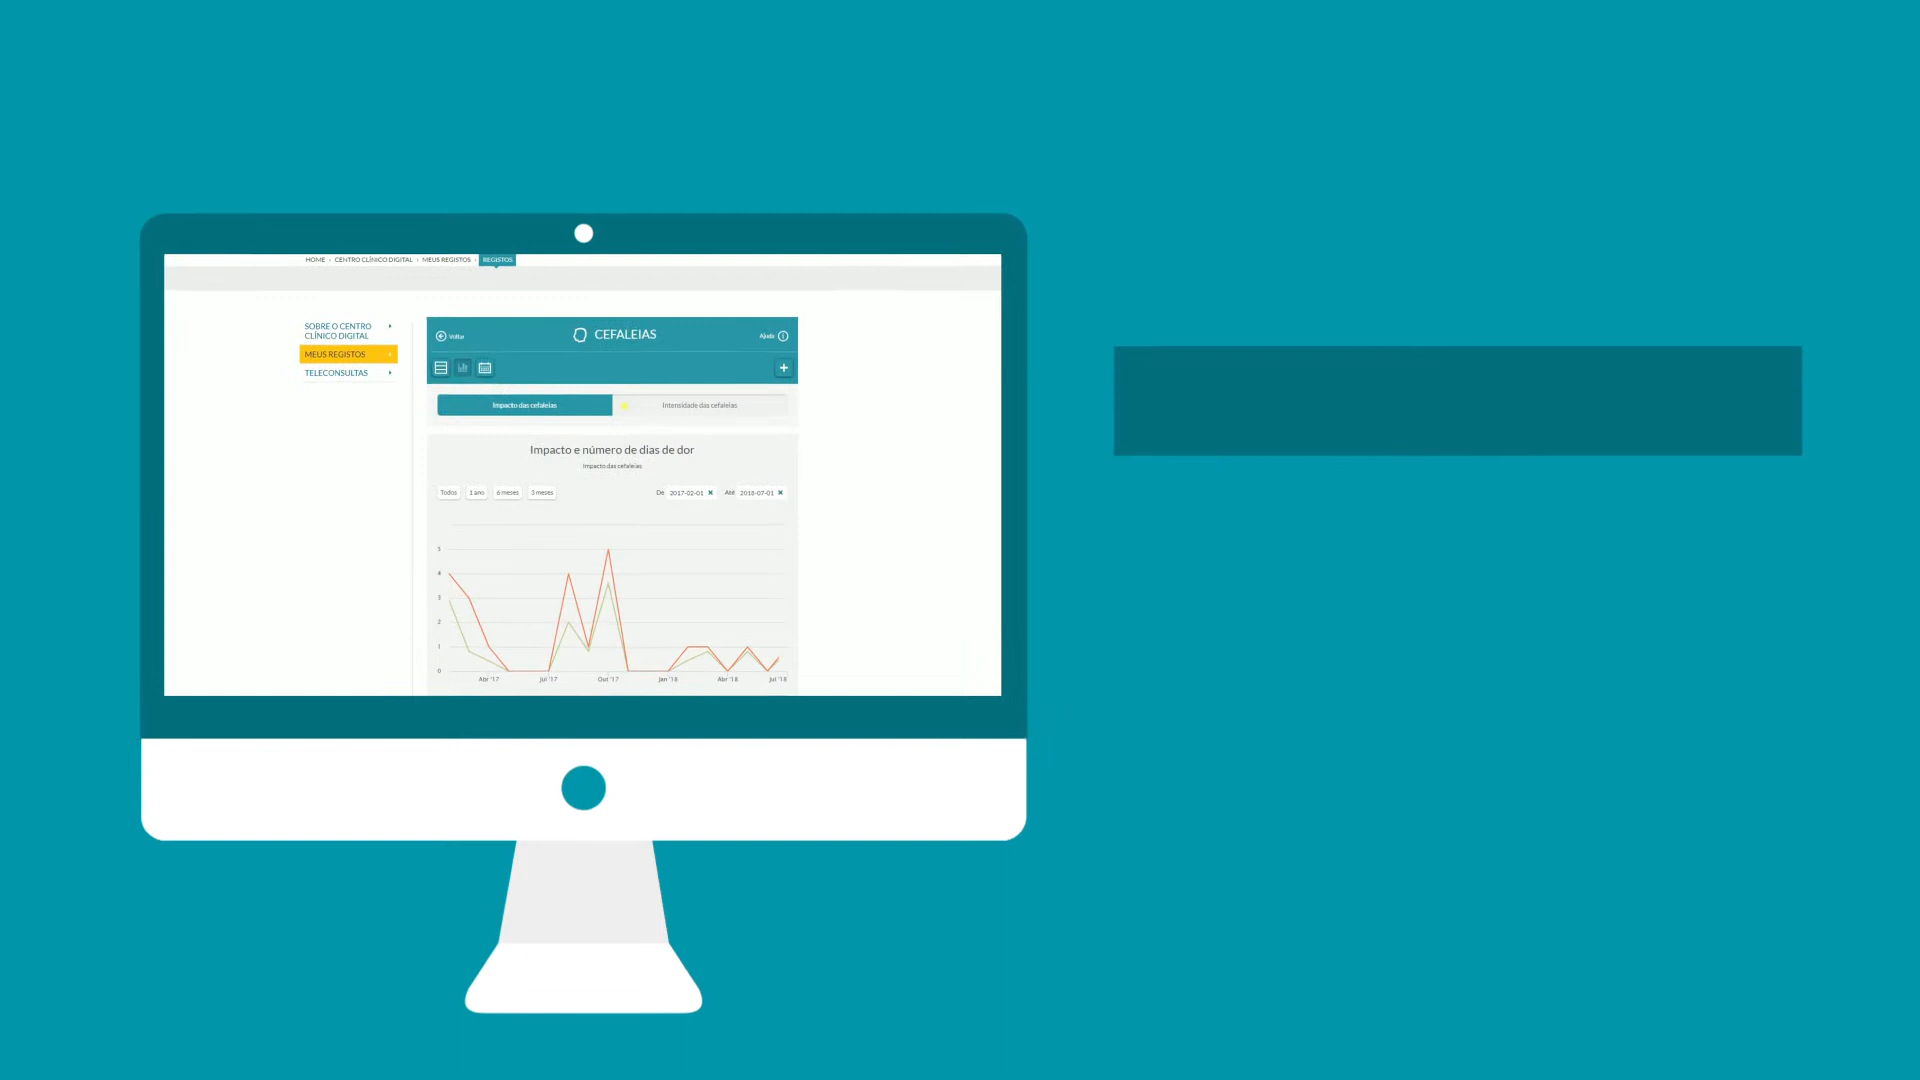 HOME › CENTRO CLÍNICO DIGITAL › MEUS REGISTOS › REGISTOS
SOBRE O CENTRO
CLÍNICO DIGITAL
MEUS REGISTOS
TELECONSULTAS
Voltar
CEFALEIAS
Ajuda
Impacto das cefaleias
Intensidade das cefaleias
Impacto e número de dias de dor
Impacto das cefaleias
Todos 1 ano 6 meses 3 meses
De 2017-02-01 Até 2018-07-01
5
4
3
2
1
0
Abr '17 Jul '17 Out '17 Jan '18 Abr '18 Jul '18